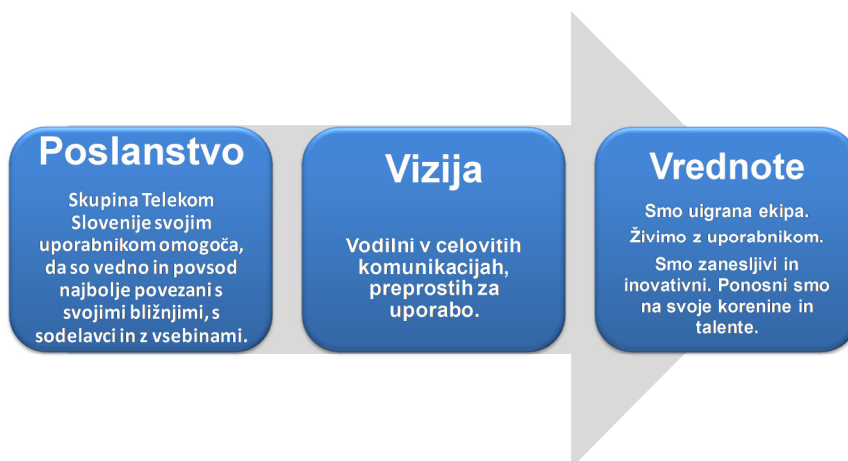 Poslanstvo
Skupina Telekom
Slovenije svojim
uporabnikom omogoča,
da so vedno in povsod
najbolje povezani s
svojimi bližnjimi, s
sodelavci in z vsebinami.
Vizija
Vodilni v celovitih
komunikacijah,
preprostih za
uporabo.
Vrednote
Smo uigrana ekipa.
Živimo z uporabnikom.
Smo zanesljivi in
inovativni. Ponosni smo
na svoje korenine in
talente.